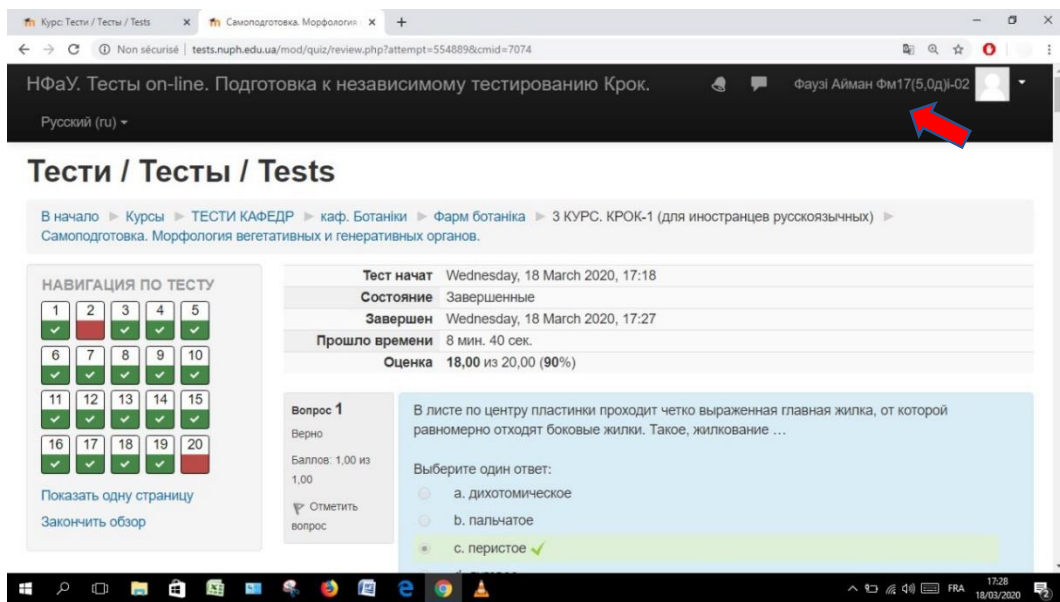 Курс: Тести / Тесты / Tests
Самоподготовка. Морфология
Non sécurisé | tests.nuph.edu.ua/mod/quiz/review.php?attempt=554889&cmid=7074
НФаУ. Тесты on-line. Подготовка к независимому тестированию Крок.
Фаузі Айман Фм17(5,0д)і-02
Русский (ru)
Тести / Тесты / Tests
В начало ► Курсы ► ТЕСТИ КАФЕДР ► каф. Ботаніки ► Фарм ботаніка ► 3 КУРС. КРОК-1 (для иностранцев русскоязычных) ►
Самоподготовка. Морфология вегетативных и генеративных органов.
НАВИГАЦИЯ ПО ТЕСТУ
1 2 3 4 5
6 7 8 9 10
11 12 13 14 15
16 17 18 19 20
Показать одну страницу
Закончить обзор
Тест начат Wednesday, 18 March 2020, 17:18
Состояние Завершенные
Завершен Wednesday, 18 March 2020, 17:27
Прошло времени 8 мин. 40 сек.
Оценка 18,00 из 20,00 (90%)
Вопрос 1
Верно
Баллов: 1,00 из
1,00
Отметить
вопрос
В листе по центру пластинки проходит четко выраженная главная жилка, от которой
равномерно отходят боковые жилки. Такое, жилкование …
Выберите один ответ:
a. дихотомическое
b. пальчатое
c. перистое
FRA
17:28
18/03/2020